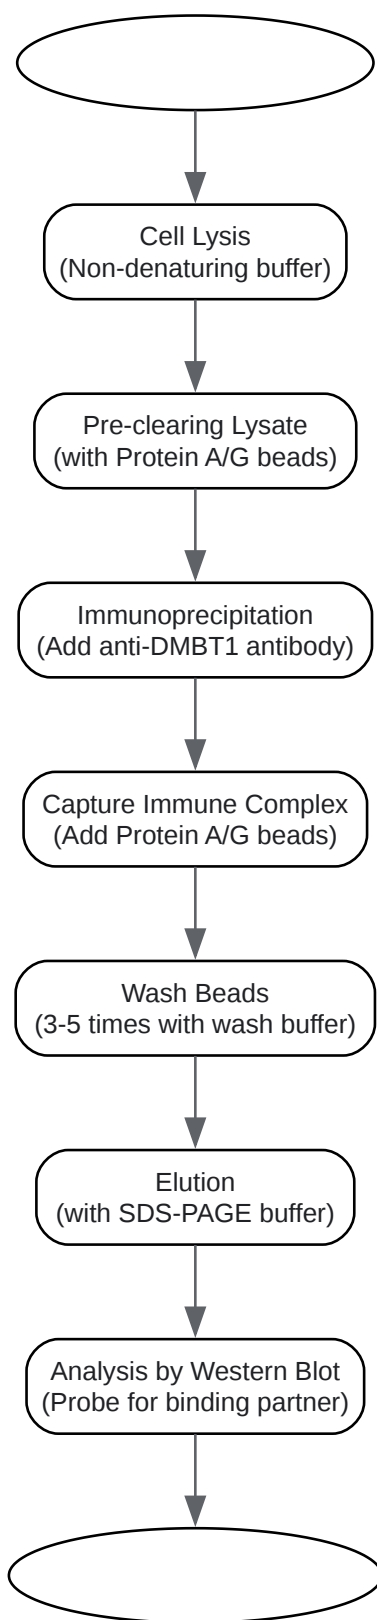 Cell Lysis
(Non-denaturing buffer)
Pre-clearing Lysate
(with Protein A/G beads)
Immunoprecipitation
(Add anti-DMBT1 antibody)
Capture Immune Complex
(Add Protein A/G beads)
Wash Beads
(3-5 times with wash buffer)
Elution
(with SDS-PAGE buffer)
Analysis by Western Blot
(Probe for binding partner)